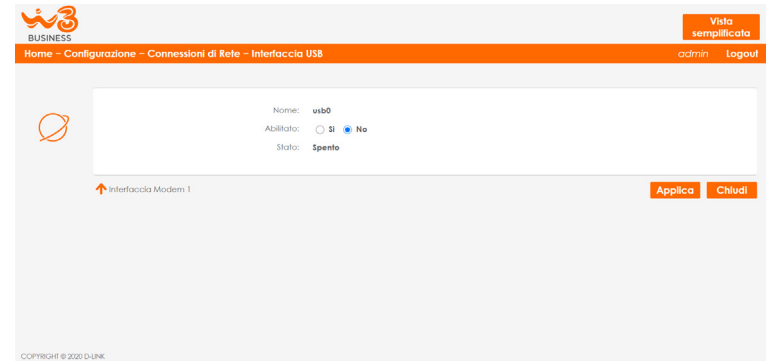 W3
BUSINESS
Vista
semplificata
Home – Configurazione – Connessioni di Rete – Interfaccia USB
admin Logout
Nome: usb0
Abilitato: Si No
Stato: Spento
Interfaccia Modem 1
Applica Chiudi
COPYRIGHT © 2020 D-LINK